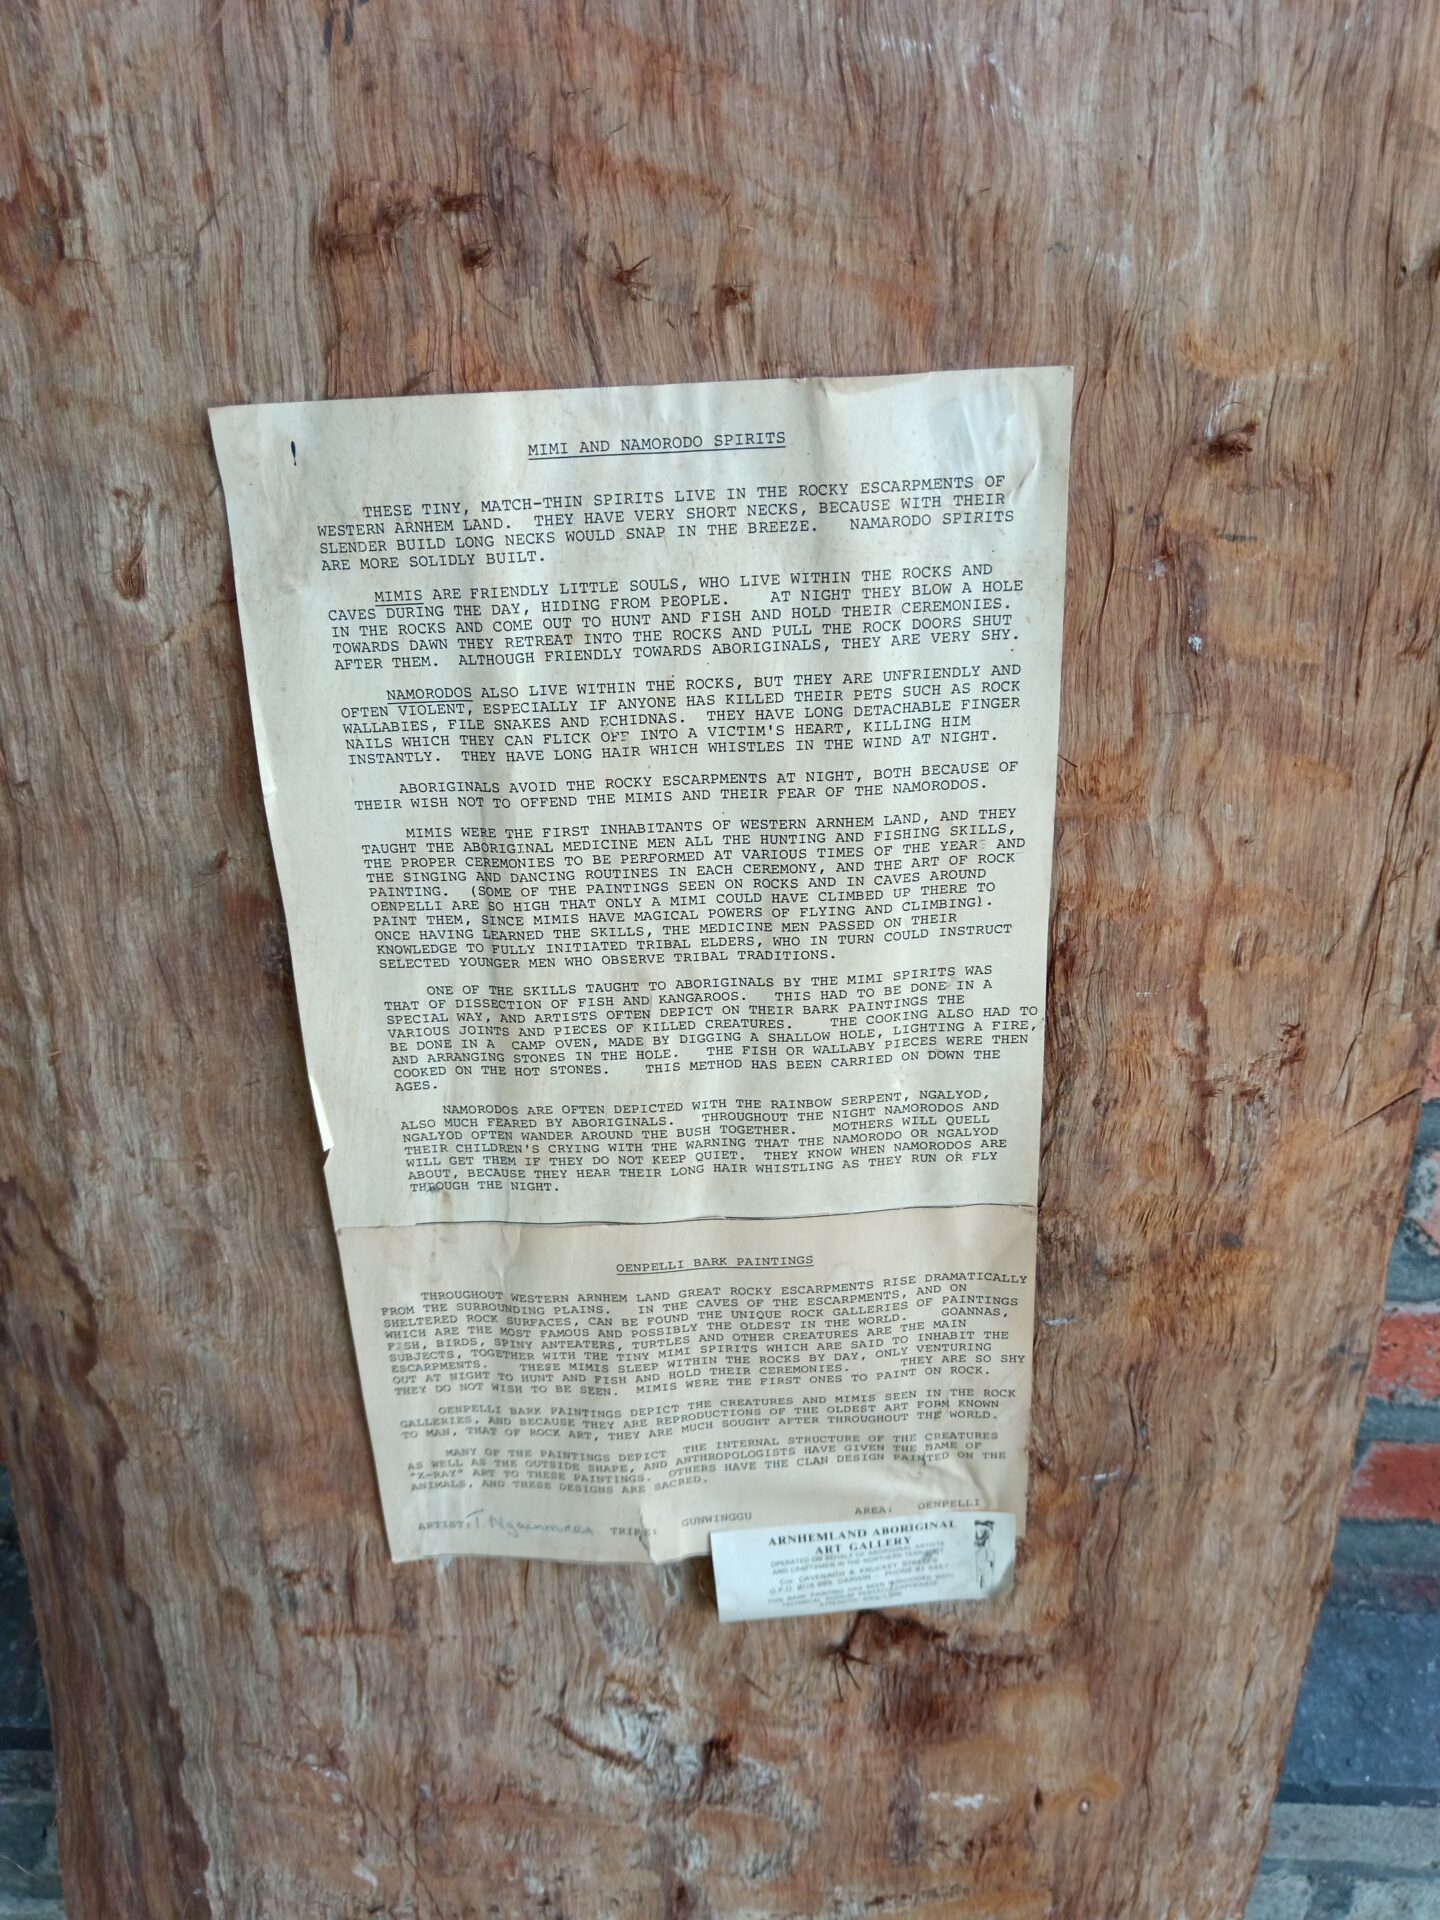 MIMI AND NAMORODO SPIRITS
THESE TINY, MATCH-THIN SPIRITS LIVE IN THE ROCKY ESCARPMENTS OF
WESTERN ARNHEM LAND. THEY HAVE VERY SHORT NECKS, BECAUSE WITH THEIR
SLENDER BUILD LONG NECKS WOULD SNAP IN THE BREEZE. NAMARODO SPIRITS
ARE MORE SOLIDLY BUILT.
MIMIS ARE FRIENDLY LITTLE SOULS, WHO LIVE WITHIN THE ROCKS AND
CAVES DURING THE DAY, HIDING FROM PEOPLE. AT NIGHT THEY BLOW A HOLE
IN THE ROCKS AND COME OUT TO HUNT AND FISH AND HOLD THEIR CEREMONIES.
TOWARDS DAWN THEY RETREAT INTO THE ROCKS AND PULL THE ROCK DOORS SHUT
AFTER THEM. ALTHOUGH FRIENDLY TOWARDS ABORIGINALS, THEY ARE VERY SHY.
NAMORODOS ALSO LIVE WITHIN THE ROCKS, BUT THEY ARE UNFRIENDLY AND
OFTEN VIOLENT, ESPECIALLY IF ANYONE HAS KILLED THEIR PETS SUCH AS ROCK
WALLABIES, FILE SNAKES AND ECHIDNAS. THEY HAVE LONG DETACHABLE FINGER
NAILS WHICH THEY CAN FLICK OFF INTO A VICTIM'S HEART, KILLING HIM
INSTANTLY. THEY HAVE LONG HAIR WHICH WHISTLES IN THE WIND AT NIGHT.
ABORIGINALS AVOID THE ROCKY ESCARPMENTS AT NIGHT, BOTH BECAUSE OF
THEIR WISH NOT TO OFFEND THE MIMIS AND THEIR FEAR OF THE NAMORODOS.
MIMIS WERE THE FIRST INHABITANTS OF WESTERN ARNHEM LAND, AND THEY
TAUGHT THE ABORIGINAL MEDICINE MEN ALL THE HUNTING AND FISHING SKILLS,
THE PROPER CEREMONIES TO BE PERFORMED AT VARIOUS TIMES OF THE YEAR AND
THE SINGING AND DANCING ROUTINES IN EACH CEREMONY, AND THE ART OF ROCK
PAINTING. (SOME OF THE PAINTINGS SEEN ON ROCKS AND IN CAVES AROUND
OENPELLI ARE SO HIGH THAT ONLY A MIMI COULD HAVE CLIMBED UP THERE TO
PAINT THEM, SINCE MIMIS HAVE MAGICAL POWERS OF FLYING AND CLIMBING).
ONCE HAVING LEARNED THE SKILLS, THE MEDICINE MEN PASSED ON THEIR
KNOWLEDGE TO FULLY INITIATED TRIBAL ELDERS, WHO IN TURN COULD INSTRUCT
SELECTED YOUNGER MEN WHO OBSERVE TRIBAL TRADITIONS.
ONE OF THE SKILLS TAUGHT TO ABORIGINALS BY THE MIMI SPIRITS WAS
THAT OF DISSECTION OF FISH AND KANGAROOS. THIS HAD TO BE DONE IN A
SPECIAL WAY, AND ARTISTS OFTEN DEPICT ON THEIR BARK PAINTINGS THE
VARIOUS JOINTS AND PIECES OF KILLED CREATURES. THE COOKING ALSO HAD TO
BE DONE IN A CAMP OVEN, MADE BY DIGGING A SHALLOW HOLE, LIGHTING A FIRE,
AND ARRANGING STONES IN THE HOLE. THE FISH OR WALLABY PIECES WERE THEN
COOKED ON THE HOT STONES. THIS METHOD HAS BEEN CARRIED ON DOWN THE
AGES.
NAMORODOS ARE OFTEN DEPICTED WITH THE RAINBOW SERPENT, NGALYOD,
ALSO MUCH FEARED BY ABORIGINALS. THROUGHOUT THE NIGHT NAMORODOS AND
NGALYOD OFTEN WANDER AROUND THE BUSH TOGETHER. MOTHERS WILL QUELL
THEIR CHILDREN'S CRYING WITH THE WARNING THAT THE NAMORODO OR NGALYOD
WILL GET THEM IF THEY DO NOT KEEP QUIET. THEY KNOW WHEN NAMORODOS ARE
ABOUT, BECAUSE THEY HEAR THEIR LONG HAIR WHISTLING AS THEY RUN OR FLY
THROUGH THE NIGHT.
OENPELLI BARK PAINTINGS
THROUGHOUT WESTERN ARNHEM LAND GREAT ROCKY ESCARPMENTS RISE DRAMATICALLY
FROM THE SURROUNDING PLAINS. IN THE CAVES OF THE ESCARPMENTS, AND ON
SHELTERED ROCK SURFACES, CAN BE FOUND THE UNIQUE ROCK GALLERIES OF PAINTINGS
WHICH ARE THE MOST FAMOUS AND POSSIBLY THE OLDEST IN THE WORLD. GOANNAS,
FISH, BIRDS, SPINY ANTEATERS, TURTLES AND OTHER CREATURES ARE THE MAIN
SUBJECTS, TOGETHER WITH THE TINY MIMI SPIRITS WHICH ARE SAID TO INHABIT THE
ESCARPMENTS. THESE MIMIS SLEEP WITHIN THE ROCKS BY DAY, ONLY VENTURING
OUT AT NIGHT TO HUNT AND FISH AND HOLD THEIR CEREMONIES. THEY ARE SO SHY
THEY DO NOT WISH TO BE SEEN. MIMIS WERE THE FIRST ONES TO PAINT ON ROCK.
OENPELLI BARK PAINTINGS DEPICT THE CREATURES AND MIMIS SEEN IN THE ROCK
GALLERIES, AND BECAUSE THEY ARE REPRODUCTIONS OF THE OLDEST ART FORM KNOWN
TO MAN, THAT OF ROCK ART, THEY ARE MUCH SOUGHT AFTER THROUGHOUT THE WORLD.
MANY OF THE PAINTINGS DEPICT THE INTERNAL STRUCTURE OF THE CREATURES
AS WELL AS THE OUTSIDE SHAPE, AND ANTHROPOLOGISTS HAVE GIVEN THE NAME OF
"X-RAY" ART TO THESE PAINTINGS. OTHERS HAVE THE CLAN DESIGN PAINTED ON THE
ANIMALS, AND THESE DESIGNS ARE SACRED.
ARTIST: T. TRIBE: GUNWINGGU AREA: OENPELLI
ARNHEMLAND ABORIGINAL
ART GALLERY
OPERATED ON BEHALF OF ABORIGINAL ARTISTS
AND CRAFTSMEN IN THE NORTHERN TERRITORY
Cnr CAVENAGH & KNUCKEY STREETS
G.P.O. BOX 999, DARWIN - PHONE 81
THIS BARK PAINTING HAS BEEN WITH
TECHNICAL SODIUM
STRENGTH